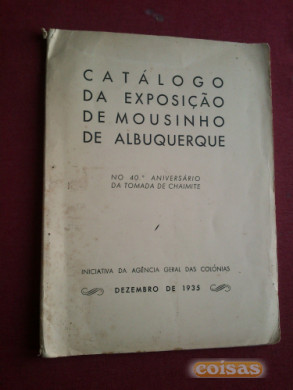 CATÁLOGO
DA EXPOSIÇÃO
DE MOUSINHO
DE ALBUQUERQUE
NO 40.º ANIVERSÁRIO
DA TOMADA DE CHAIMITE
INICIATIVA DA AGÊNCIA GERAL DAS COLÓNIAS
DEZEMBRO DE 1935
coisas